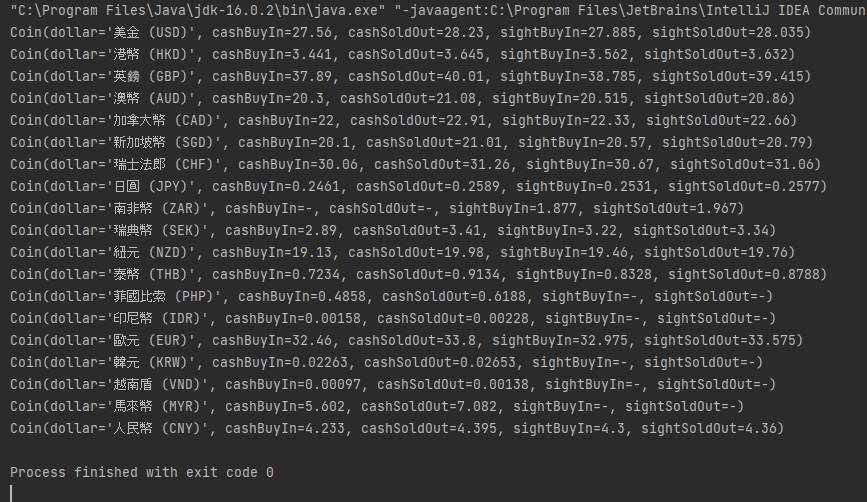 "C:\Program Files\Java\jdk-16.0.2\bin\java.exe" "-javaagent:C:\Program Files\JetBrains\IntelliJ IDEA Commun
Coin(dollar='美金 (USD)', cashBuyIn=27.56, cashSoldOut=28.23, sightBuyIn=27.885, sightSoldOut=28.035)
Coin(dollar='港幣 (HKD)', cashBuyIn=3.441, cashSoldOut=3.645, sightBuyIn=3.562, sightSoldOut=3.632)
Coin(dollar='英鎊 (GBP)', cashBuyIn=37.89, cashSoldOut=40.01, sightBuyIn=38.785, sightSoldOut=39.415)
Coin(dollar='澳幣 (AUD)', cashBuyIn=20.3, cashSoldOut=21.08, sightBuyIn=20.515, sightSoldOut=20.86)
Coin(dollar='加拿大幣 (CAD)', cashBuyIn=22, cashSoldOut=22.91, sightBuyIn=22.33, sightSoldOut=22.66)
Coin(dollar='新加坡幣 (SGD)', cashBuyIn=20.1, cashSoldOut=21.01, sightBuyIn=20.57, sightSoldOut=20.79)
Coin(dollar='瑞士法郎 (CHF)', cashBuyIn=30.06, cashSoldOut=31.26, sightBuyIn=30.67, sightSoldOut=31.06)
Coin(dollar='日圓 (JPY)', cashBuyIn=0.2461, cashSoldOut=0.2589, sightBuyIn=0.2531, sightSoldOut=0.2577)
Coin(dollar='南非幣 (ZAR)', cashBuyIn=-, cashSoldOut=-, sightBuyIn=1.877, sightSoldOut=1.967)
Coin(dollar='瑞典幣 (SEK)', cashBuyIn=2.89, cashSoldOut=3.41, sightBuyIn=3.22, sightSoldOut=3.34)
Coin(dollar='紐元 (NZD)', cashBuyIn=19.13, cashSoldOut=19.98, sightBuyIn=19.46, sightSoldOut=19.76)
Coin(dollar='泰幣 (THB)', cashBuyIn=0.7234, cashSoldOut=0.9134, sightBuyIn=0.8328, sightSoldOut=0.8788)
Coin(dollar='菲國比索 (PHP)', cashBuyIn=0.4858, cashSoldOut=0.6188, sightBuyIn=-, sightSoldOut=-)
Coin(dollar='印尼幣 (IDR)', cashBuyIn=0.00158, cashSoldOut=0.00228, sightBuyIn=-, sightSoldOut=-)
Coin(dollar='歐元 (EUR)', cashBuyIn=32.46, cashSoldOut=33.8, sightBuyIn=32.975, sightSoldOut=33.575)
Coin(dollar='韓元 (KRW)', cashBuyIn=0.02263, cashSoldOut=0.02653, sightBuyIn=-, sightSoldOut=-)
Coin(dollar='越南盾 (VND)', cashBuyIn=0.00097, cashSoldOut=0.00138, sightBuyIn=-, sightSoldOut=-)
Coin(dollar='馬來幣 (MYR)', cashBuyIn=5.602, cashSoldOut=7.082, sightBuyIn=-, sightSoldOut=-)
Coin(dollar='人民幣 (CNY)', cashBuyIn=4.233, cashSoldOut=4.395, sightBuyIn=4.3, sightSoldOut=4.36)
Process finished with exit code 0